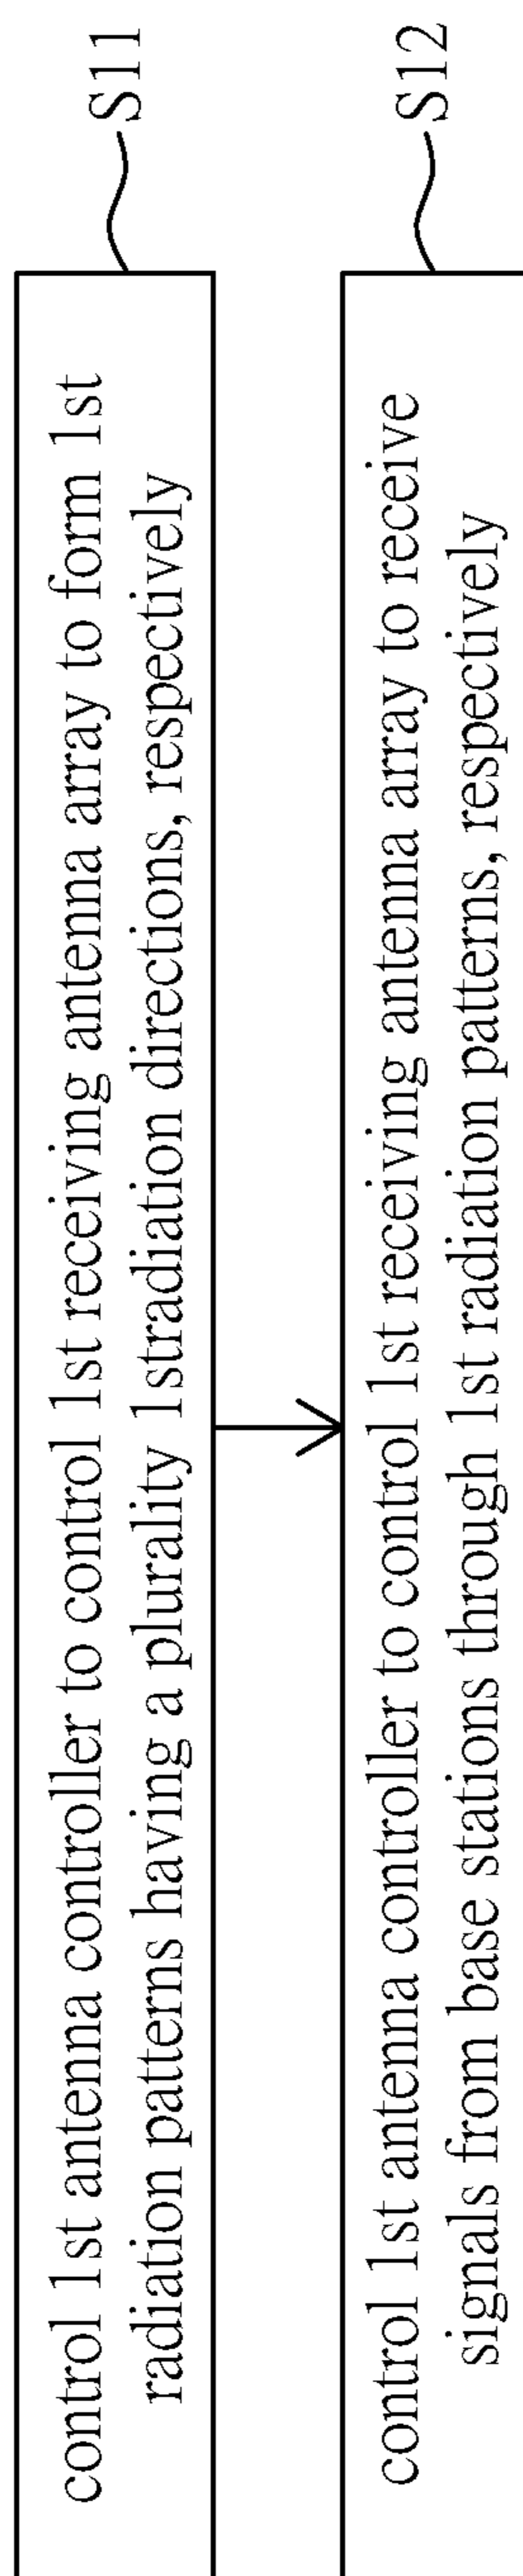 control 1st antenna controller to control 1st receiving antenna array to form 1st
radiation patterns having a plurality 1stradiation directions, respectively
S11
control 1st antenna controller to control 1st receiving antenna array to receive
signals from base stations through 1st radiation patterns, respectively
S12